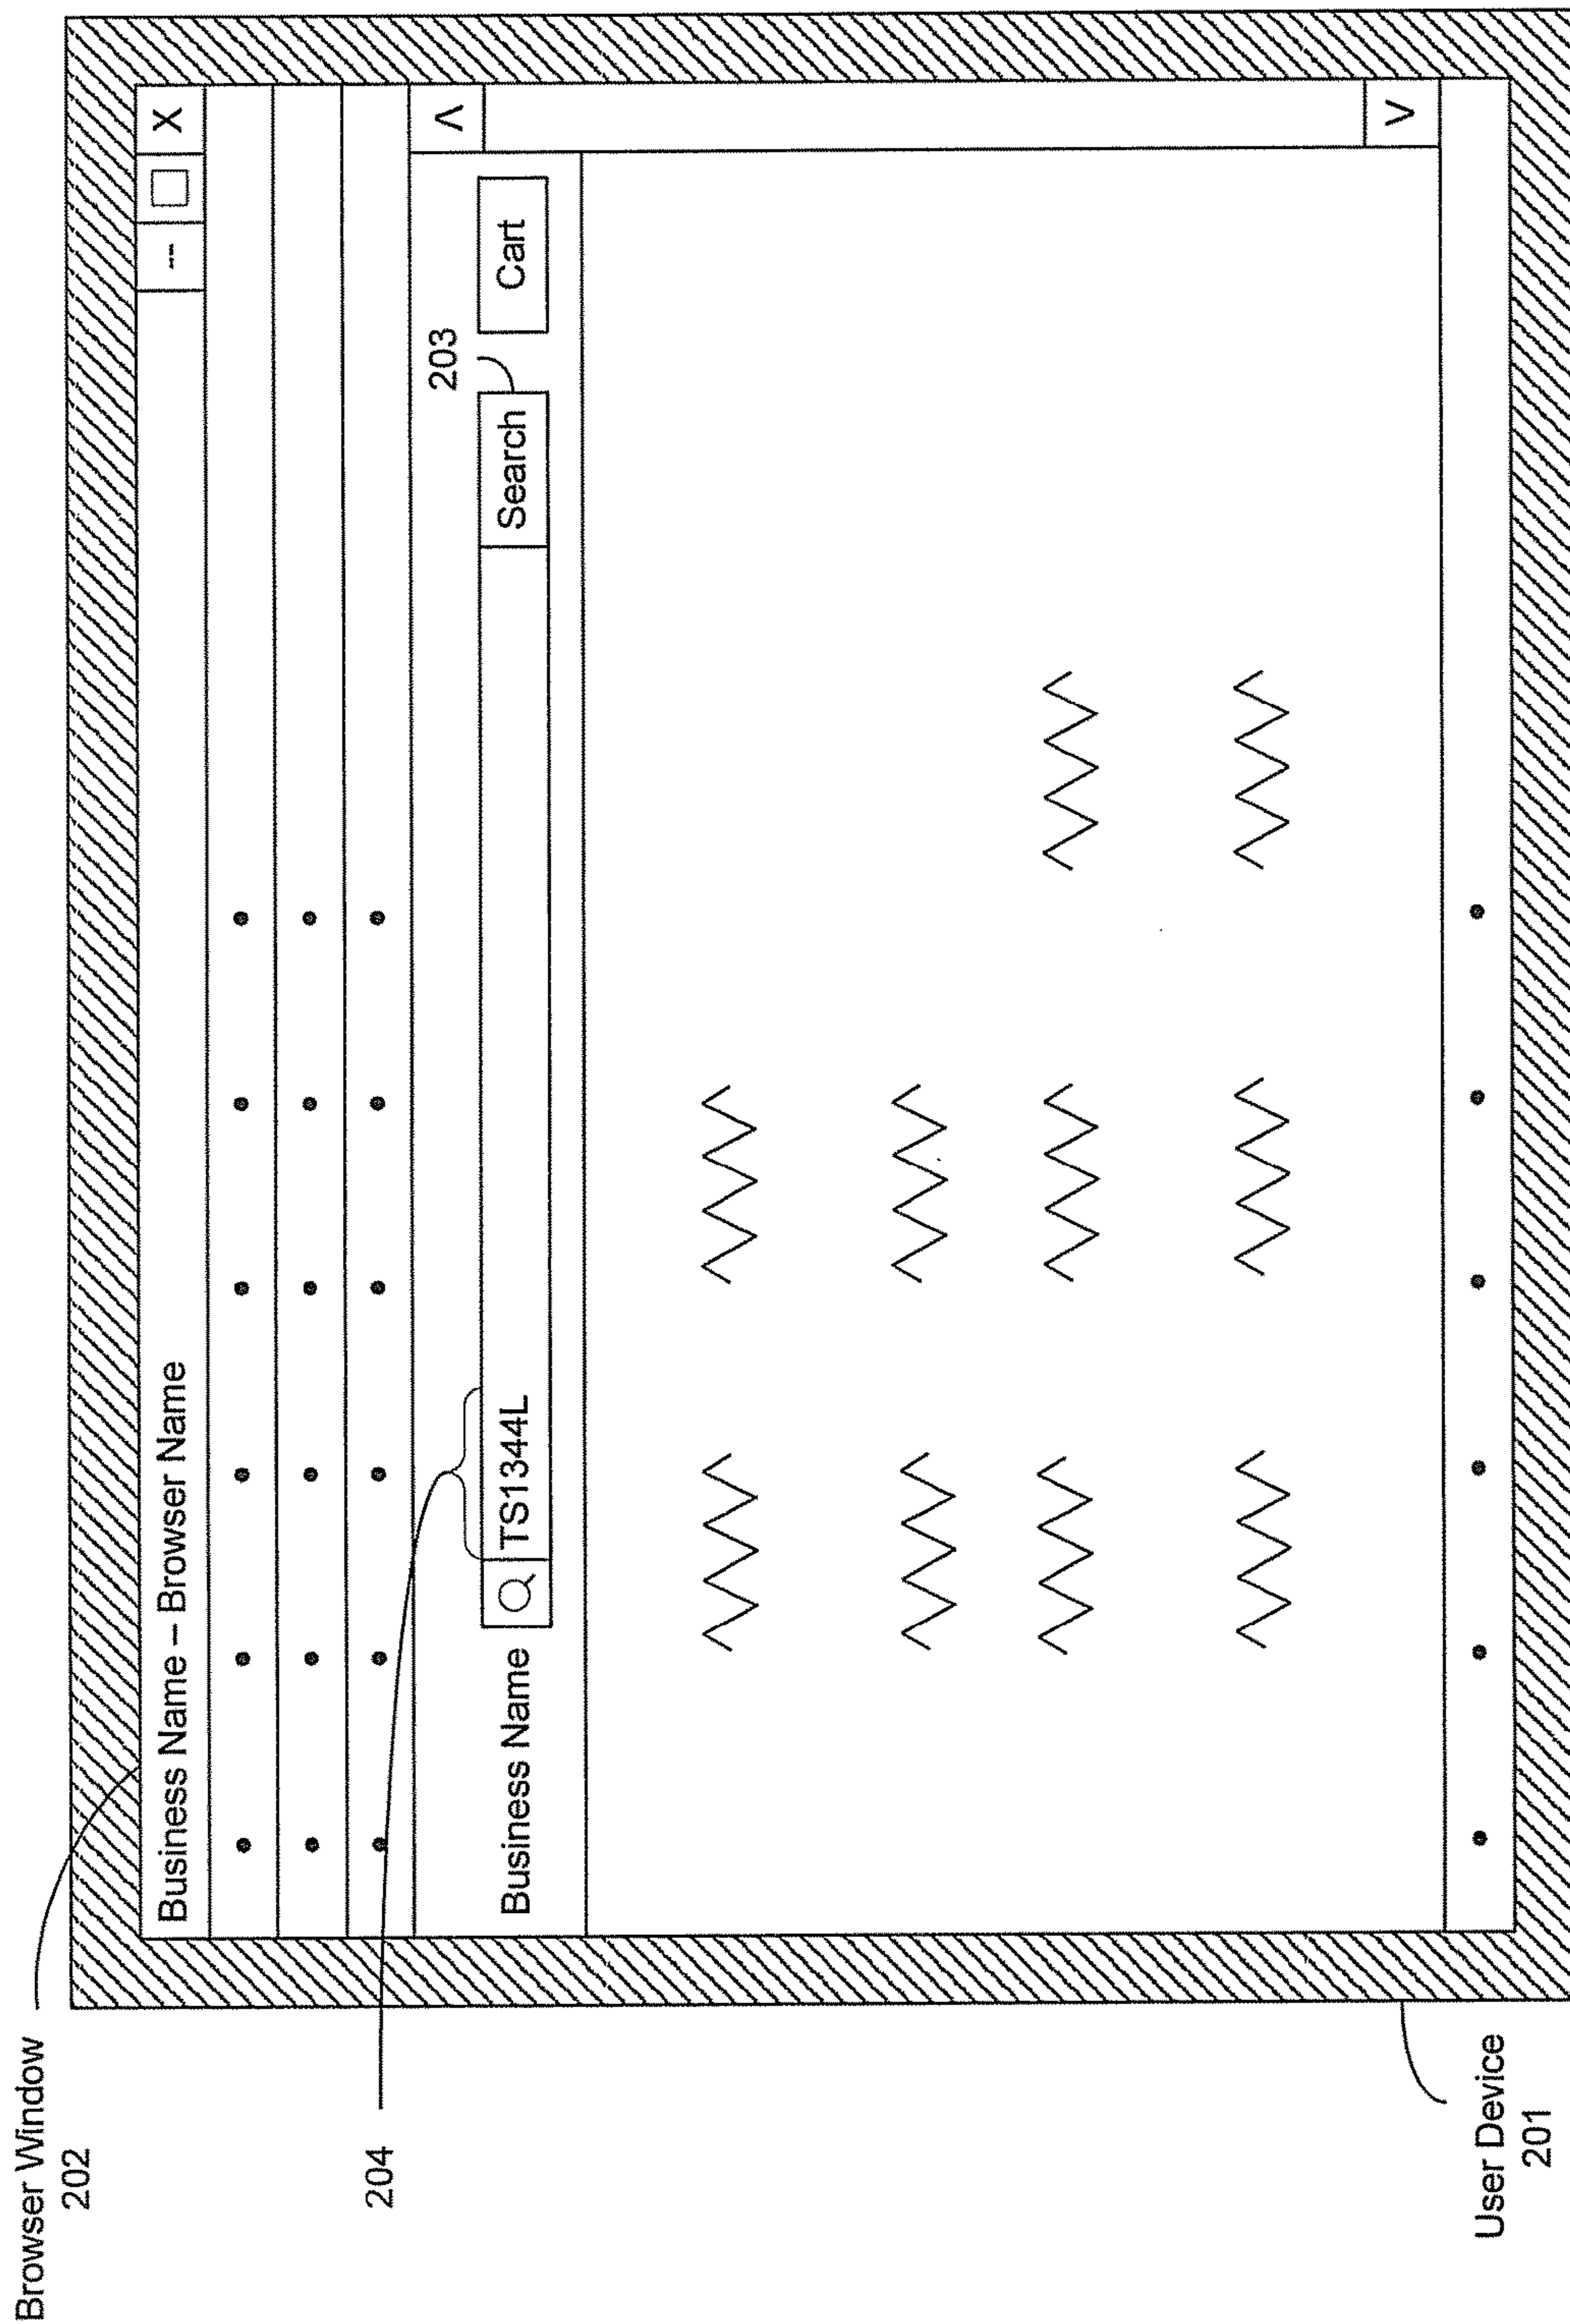 Browser Window
202
Business Name – Browser Name
-- □ X
204
203
Business Name TS1344L Search Cart
<
>
User Device
201